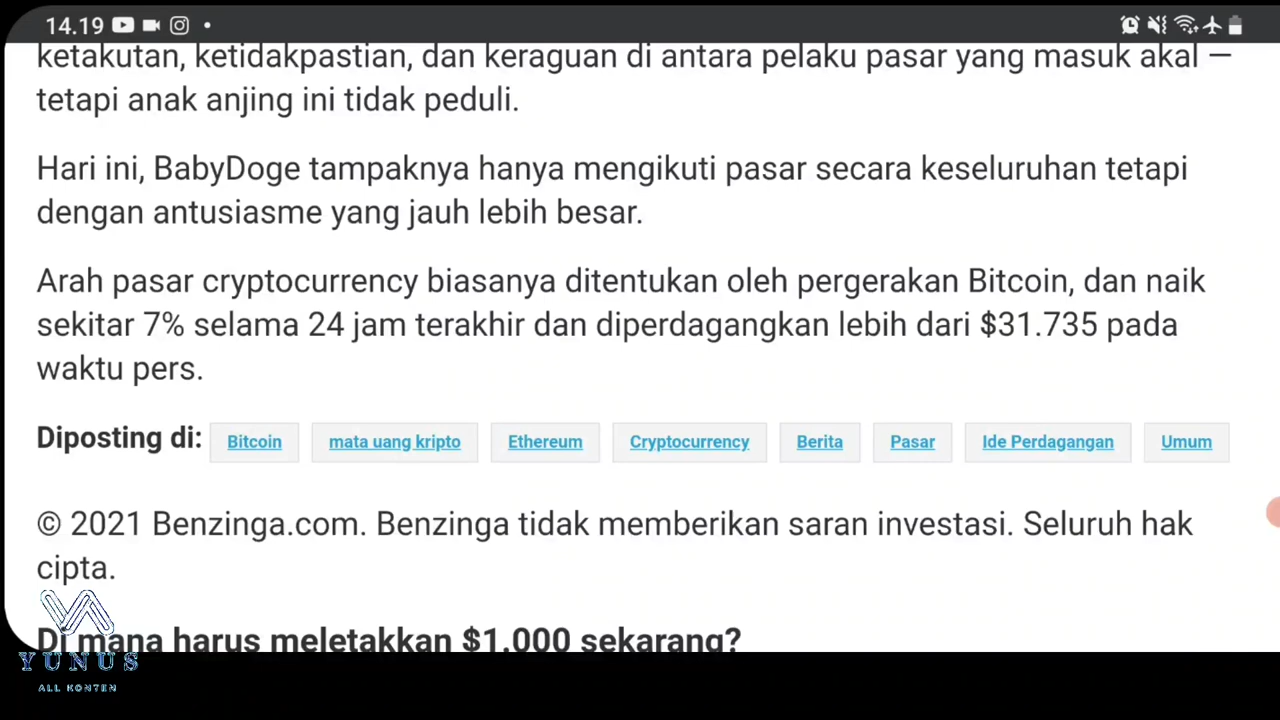 14.19
ketakutan, ketidakpastian, dan keraguan di antara pelaku pasar yang masuk akal —
tetapi anak anjing ini tidak peduli.
Hari ini, BabyDoge tampaknya hanya mengikuti pasar secara keseluruhan tetapi
dengan antusiasme yang jauh lebih besar.
Arah pasar cryptocurrency biasanya ditentukan oleh pergerakan Bitcoin, dan naik
sekitar 7% selama 24 jam terakhir dan diperdagangkan lebih dari $31.735 pada
waktu pers.
Diposting di: Bitcoin mata uang kripto Ethereum Cryptocurrency Berita Pasar Ide Perdagangan Umum
© 2021 Benzinga.com. Benzinga tidak memberikan saran investasi. Seluruh hak
cipta.
Di mana harus meletakkan $1.000 sekarang?
YUNUS
ALL KONTEN